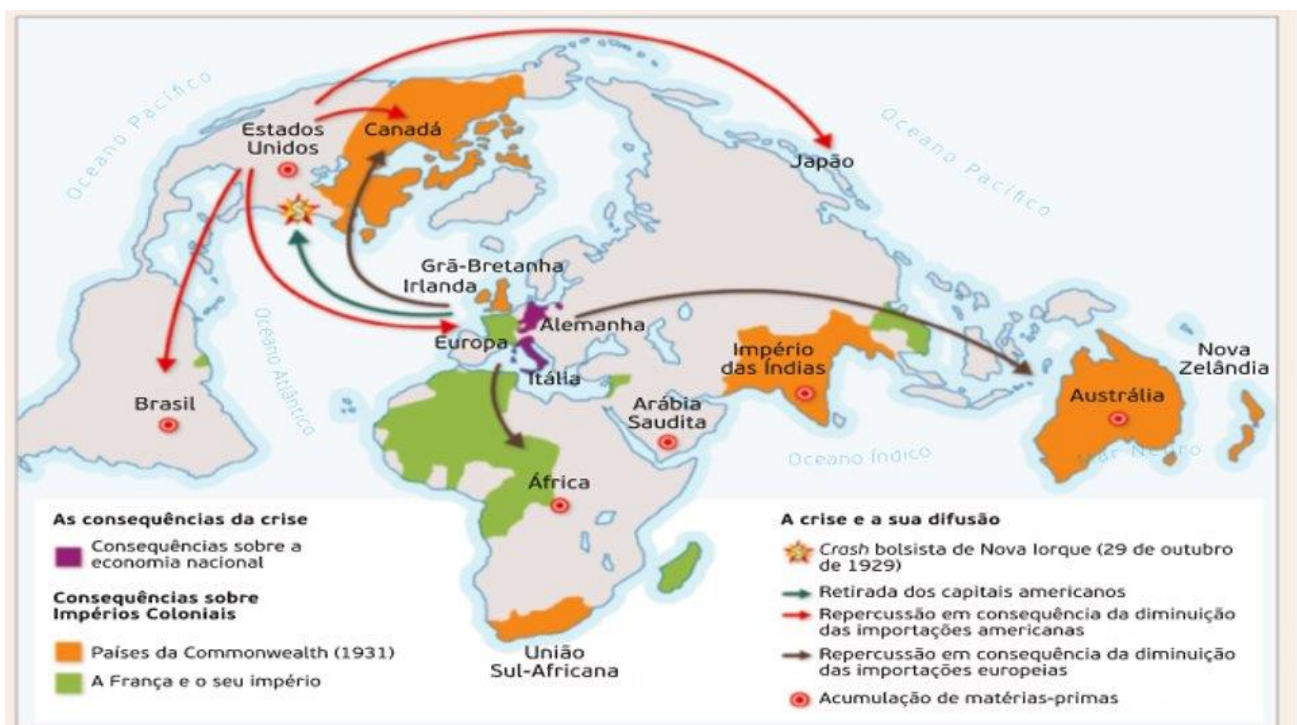 Oceano Pacífico
Estados
Unidos
Canadá
Japão
Oceano Pacífico
Grã-Bretanha
Irlanda
Alemanha
Europa
Itália
Oceano Atlântico
Brasil
Império
das Índias
Arábia
Saudita
Nova
Zelândia
Austrália
Oceano Índico
Negro
África
União
Sul-Africana
As consequências da crise
Consequências sobre a
economia nacional
Consequências sobre
Impérios Coloniais
Países da Commonwealth (1931)
A França e o seu império
A crise e a sua difusão
Crash bolsista de Nova Iorque (29 de outubro
de 1929)
Retirada dos capitais americanos
Repercussão em consequência da diminuição
das importações americanas
Repercussão em consequência da diminuição
das importações europeias
Acumulação de matérias-primas